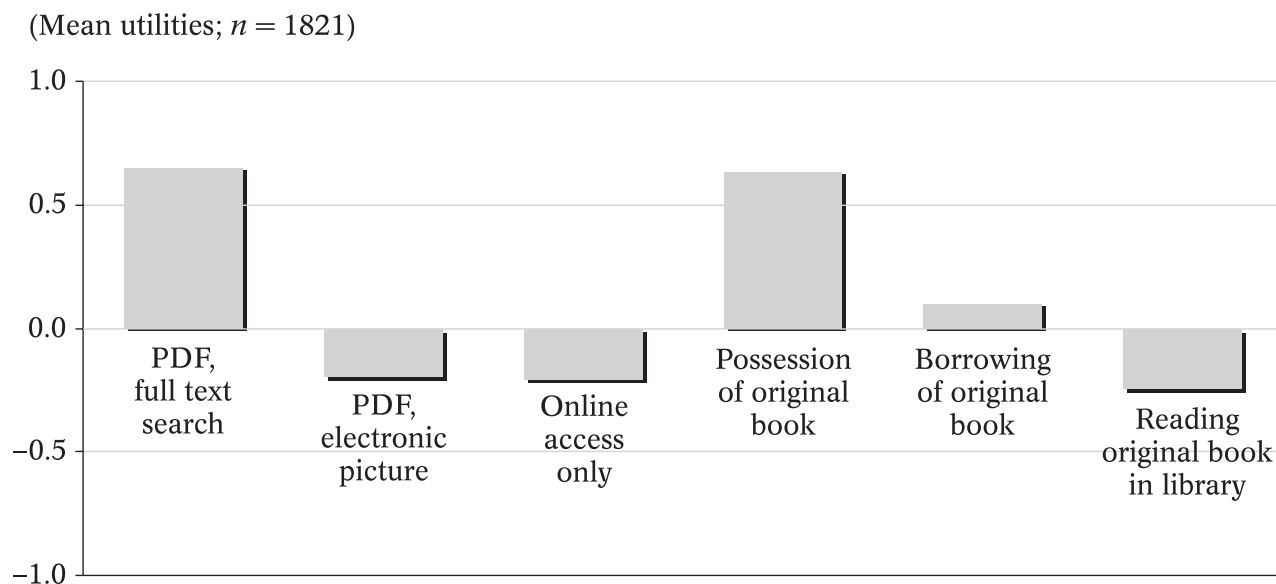 (Mean utilities; n = 1821)
1.0
0.5
0.0
−0.5
−1.0
PDF,
full text
search
PDF,
electronic
picture
Online
access
only
Possession
of original
book
Borrowing
of original
book
Reading
original book
in library